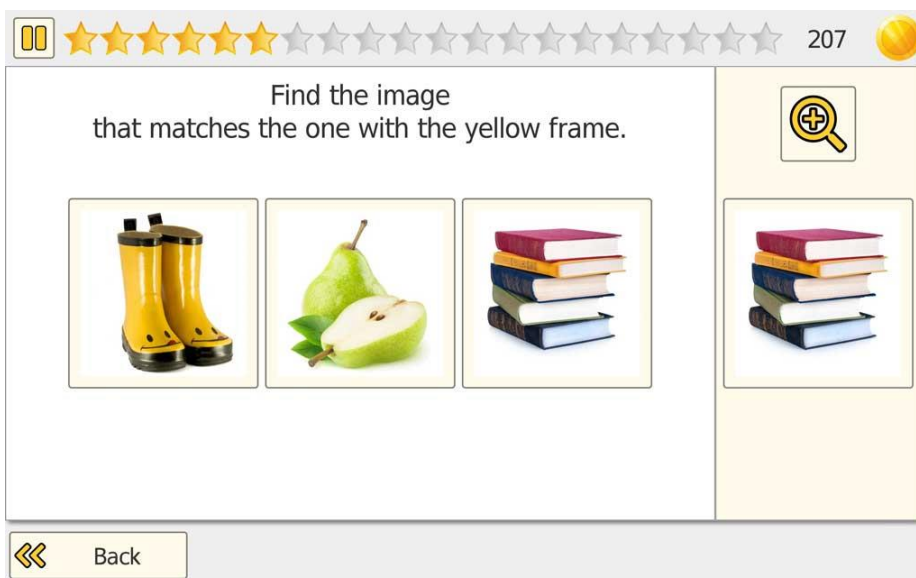 207
Find the image
that matches the one with the yellow frame.
Back